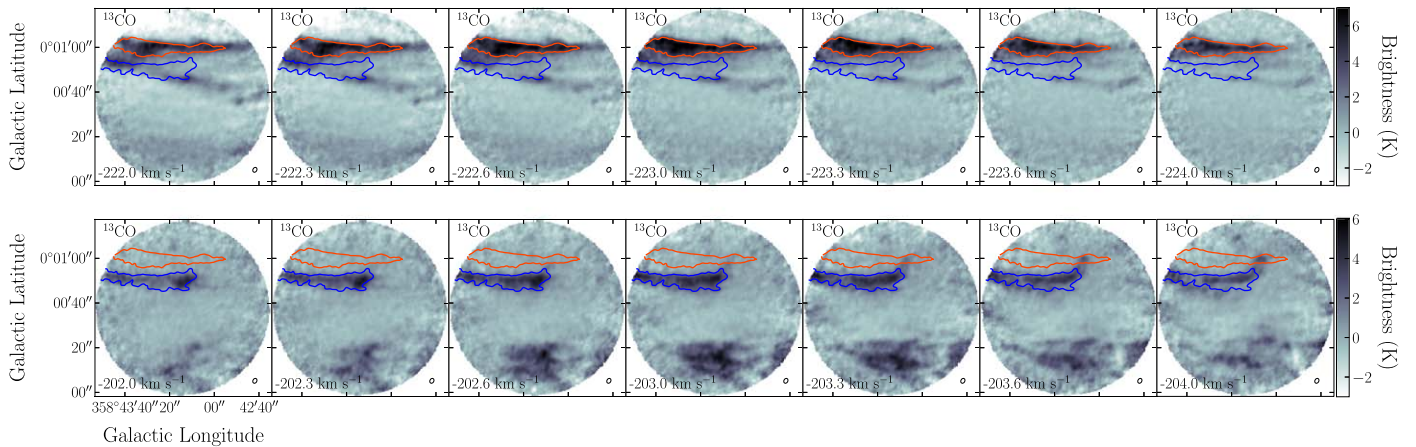 ¹³CO ¹³CO ¹³CO ¹³CO ¹³CO ¹³CO ¹³CO
Galactic Latitude
0°01′00″
00′40″
20″
00″
-222.0 km s⁻¹ -222.3 km s⁻¹ -222.6 km s⁻¹ -223.0 km s⁻¹ -223.3 km s⁻¹ -223.6 km s⁻¹ -224.0 km s⁻¹
6
4
2
0
−2
Brightness (K)
¹³CO ¹³CO ¹³CO ¹³CO ¹³CO ¹³CO ¹³CO
Galactic Latitude
0°01′00″
00′40″
20″
00″
-202.0 km s⁻¹ -202.3 km s⁻¹ -202.6 km s⁻¹ -203.0 km s⁻¹ -203.3 km s⁻¹ -203.6 km s⁻¹ -204.0 km s⁻¹
6
4
2
0
−2
Brightness (K)
358°43′40″20″ 00″ 42′40″
Galactic Longitude